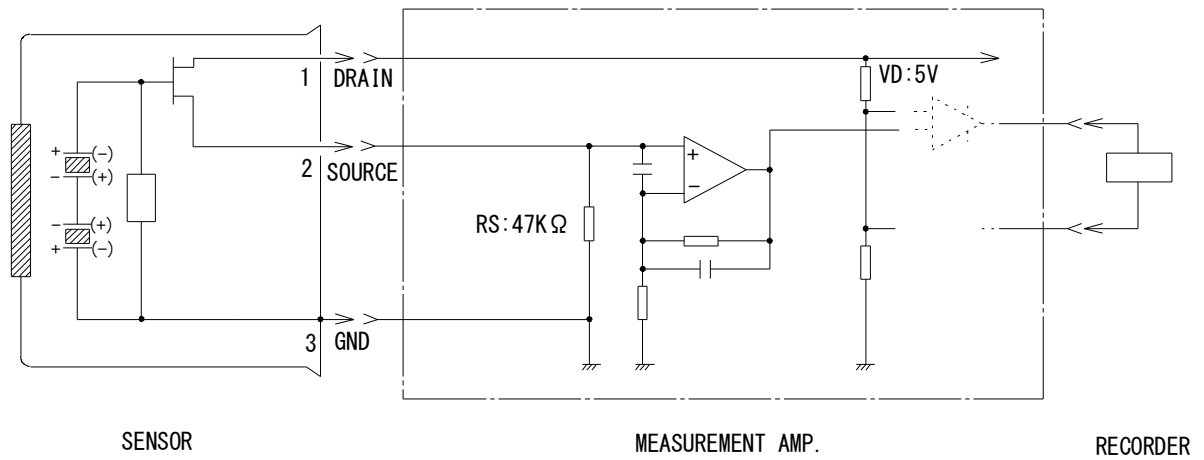 1 DRAIN
VD:5V
+ (-)
- (+)
2 SOURCE
- (+)
+ (-)
+
-
RS:47KΩ
3 GND
SENSOR
MEASUREMENT AMP.
RECORDER